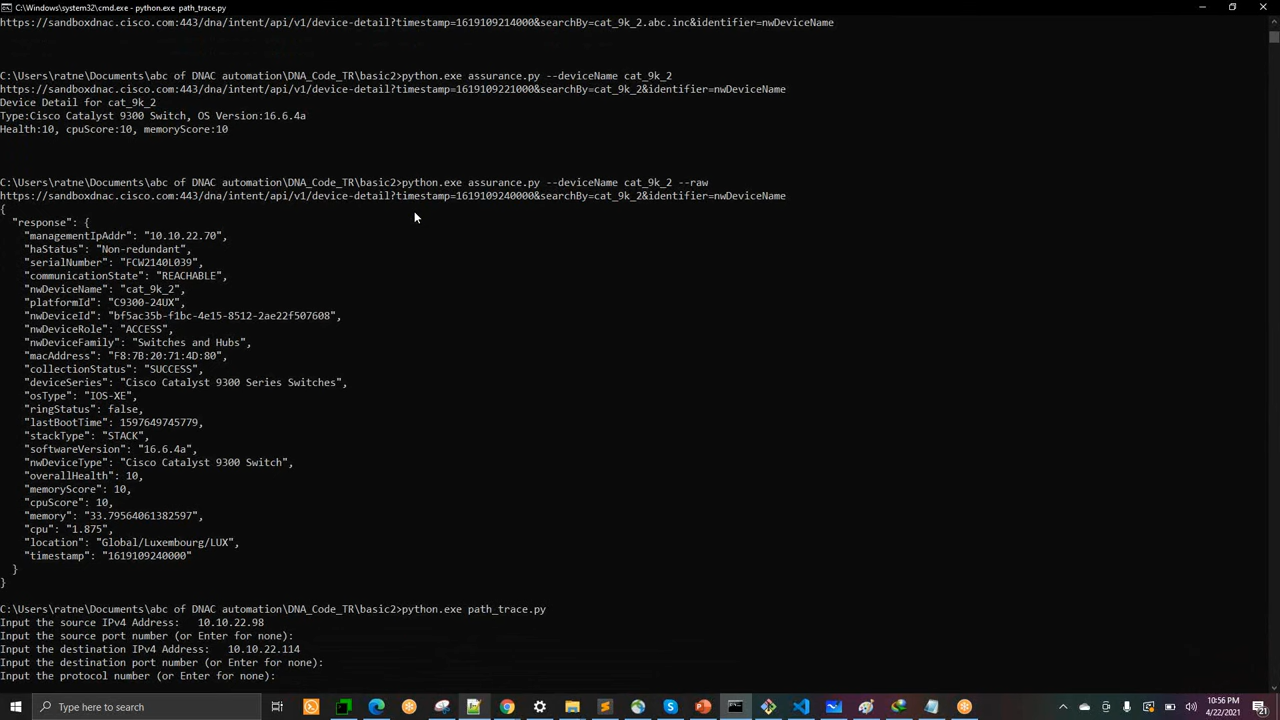 C:\Windows\system32\cmd.exe - python.exe path_trace.py
https://sandboxdnac.cisco.com:443/dna/intent/api/v1/device-detail?timestamp=1619109214000&searchBy=cat_9k_2.abc.inc&identifier=nwDeviceName
C:\Users\ratne\Documents\abc of DNAC automation\DNA_Code_TR\basic2>python.exe assurance.py --deviceName cat_9k_2
https://sandboxdnac.cisco.com:443/dna/intent/api/v1/device-detail?timestamp=1619109221000&searchBy=cat_9k_2&identifier=nwDeviceName
Device Detail for cat_9k_2
Type:Cisco Catalyst 9300 Switch, OS Version:16.6.4a
Health:10, cpuScore:10, memoryScore:10
C:\Users\ratne\Documents\abc of DNAC automation\DNA_Code_TR\basic2>python.exe assurance.py --deviceName cat_9k_2 --raw
https://sandboxdnac.cisco.com:443/dna/intent/api/v1/device-detail?timestamp=1619109240000&searchBy=cat_9k_2&identifier=nwDeviceName
{
"response": {
"managementIpAddr": "10.10.22.70",
"haStatus": "Non-redundant",
"serialNumber": "FCW2140L039",
"communicationState": "REACHABLE",
"nwDeviceName": "cat_9k_2",
"platformId": "C9300-24UX",
"nwDeviceId": "bf5ac35b-f1bc-4e15-8512-2ae22f507608",
"nwDeviceRole": "ACCESS",
"nwDeviceFamily": "Switches and Hubs",
"macAddress": "F8:7B:20:71:4D:80",
"collectionStatus": "SUCCESS",
"deviceSeries": "Cisco Catalyst 9300 Series Switches",
"osType": "IOS-XE",
"ringStatus": false,
"lastBootTime": 1597649745779,
"stackType": "STACK",
"softwareVersion": "16.6.4a",
"nwDeviceType": "Cisco Catalyst 9300 Switch",
"overallHealth": 10,
"memoryScore": 10,
"cpuScore": 10,
"memory": "33.79564061382597",
"cpu": "1.875",
"location": "Global/Luxembourg/LUX",
"timestamp": "1619109240000"
}
}
C:\Users\ratne\Documents\abc of DNAC automation\DNA_Code_TR\basic2>python.exe path_trace.py
Input the source IPv4 Address:   10.10.22.98
Input the source port number (or Enter for none):
Input the destination IPv4 Address:   10.10.22.114
Input the destination port number (or Enter for none):
Input the protocol number (or Enter for none):
Type here to search
10:56 PM
4/22/2021